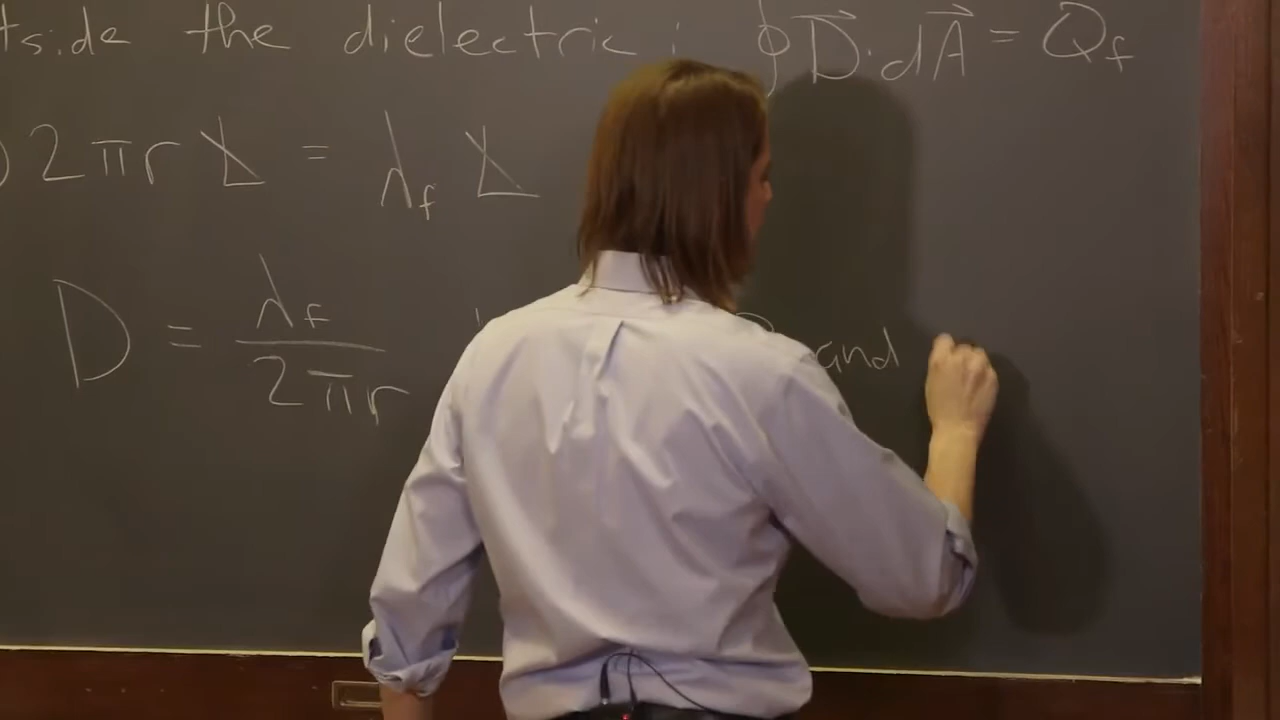 tside the dielectric: ∮D⃗·dA⃗ = Q_f
) 2πr L = λ_f L
D = λ_f / 2πr and